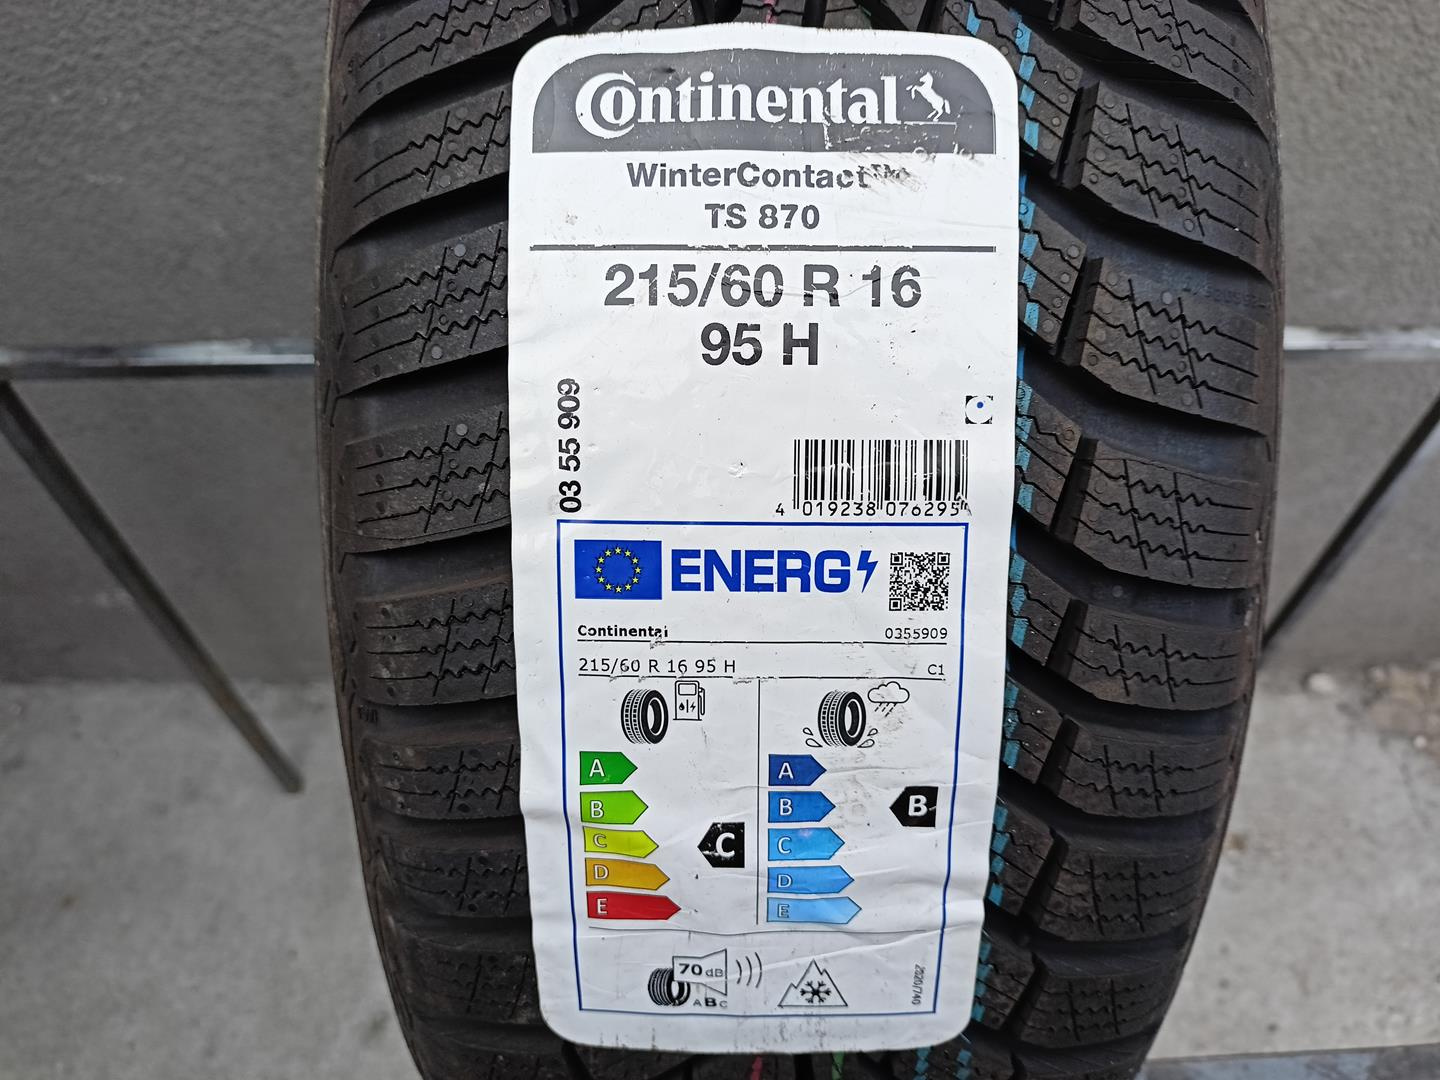 Continental
WinterContact™
TS 870
215/60 R 16
95 H
03 55 909
4 019238 076295
ENERG
Continental 0355909
215/60 R 16 95 H C1
A A
B B B
C C C
D D
E E
70 dB
ABC
2020/740